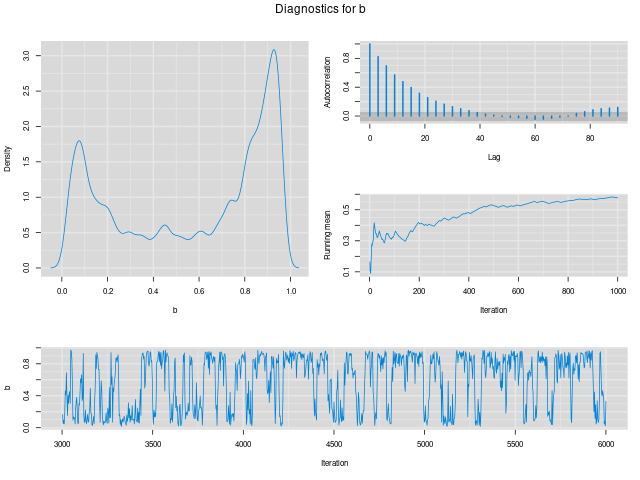 Diagnostics for b
Density
0.0 0.5 1.0 1.5 2.0 2.5 3.0
0.0 0.2 0.4 0.6 0.8 1.0
b
Autocorrelation
0.0 0.4 0.8
0 20 40 60 80
Lag
Running mean
0.1 0.3 0.5
0 200 400 600 800 1000
Iteration
b
0.0 0.4 0.8
3000 3500 4000 4500 5000 5500 6000
Iteration